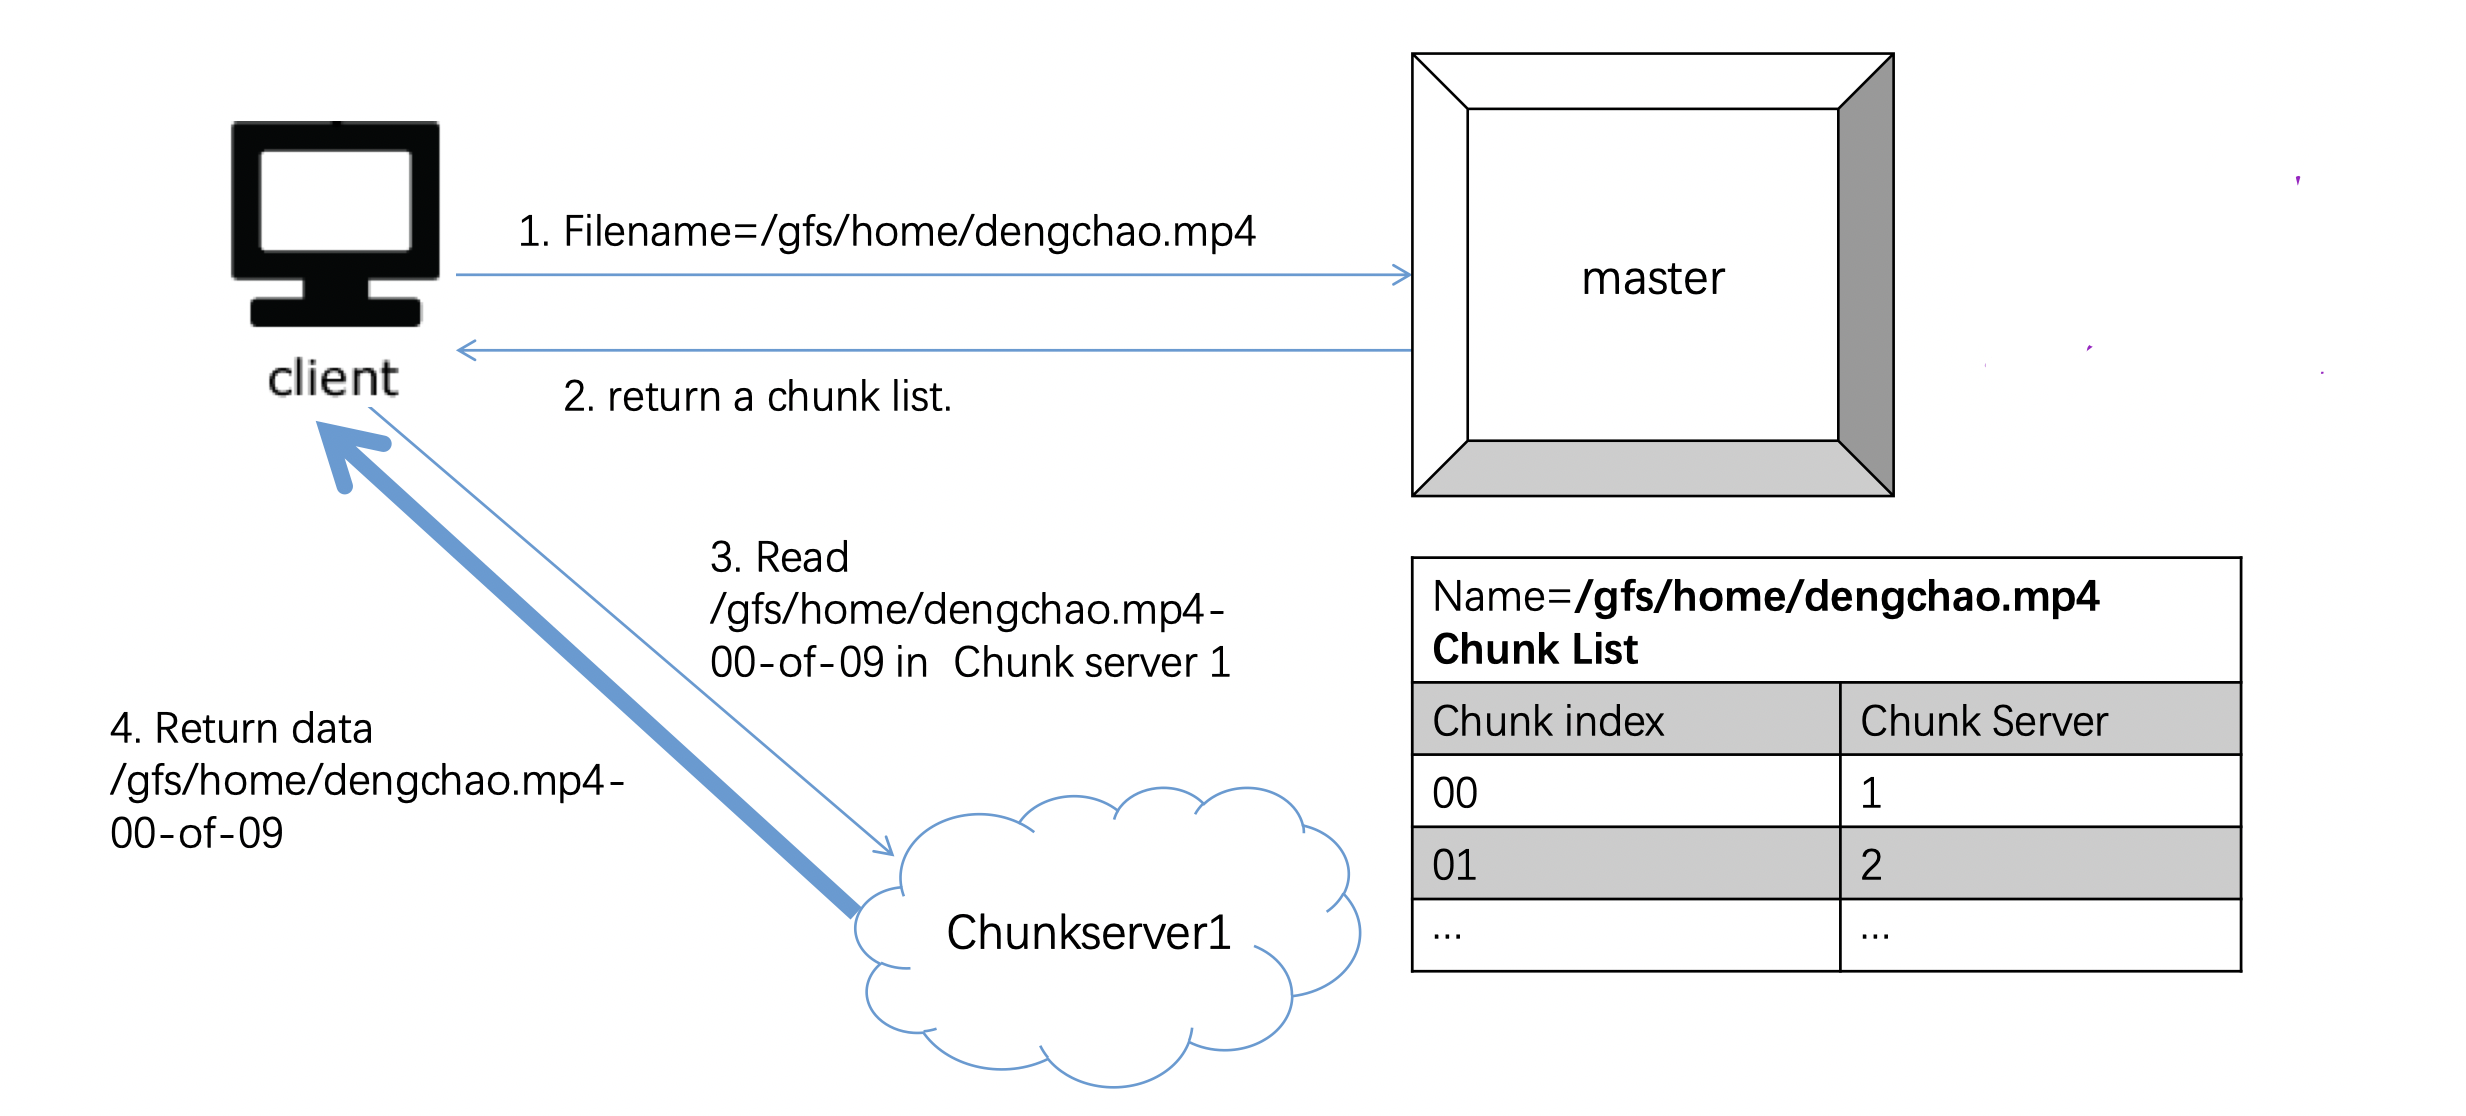 1. Filename=/gfs/home/dengchao.mp4
master
client
2. return a chunk list.
3. Read
/gfs/home/dengchao.mp4-
00-of-09 in Chunk server 1
4. Return data
/gfs/home/dengchao.mp4-
00-of-09
Chunkserver1
Name=/gfs/home/dengchao.mp4
Chunk List
Chunk index Chunk Server
00 1
01 2
... ...